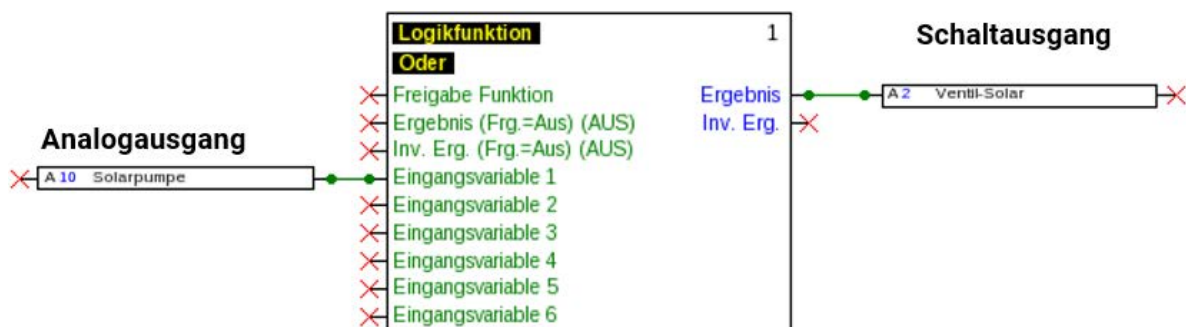 Logikfunktion 1
Oder
Schaltausgang
Freigabe Funktion
Ergebnis (Frg.=Aus) (AUS)
Inv. Erg. (Frg.=Aus) (AUS)
Ergebnis
Inv. Erg.
A 2 Ventil-Solar
Analogausgang
A 10 Solarpumpe
Eingangsvariable 1
Eingangsvariable 2
Eingangsvariable 3
Eingangsvariable 4
Eingangsvariable 5
Eingangsvariable 6